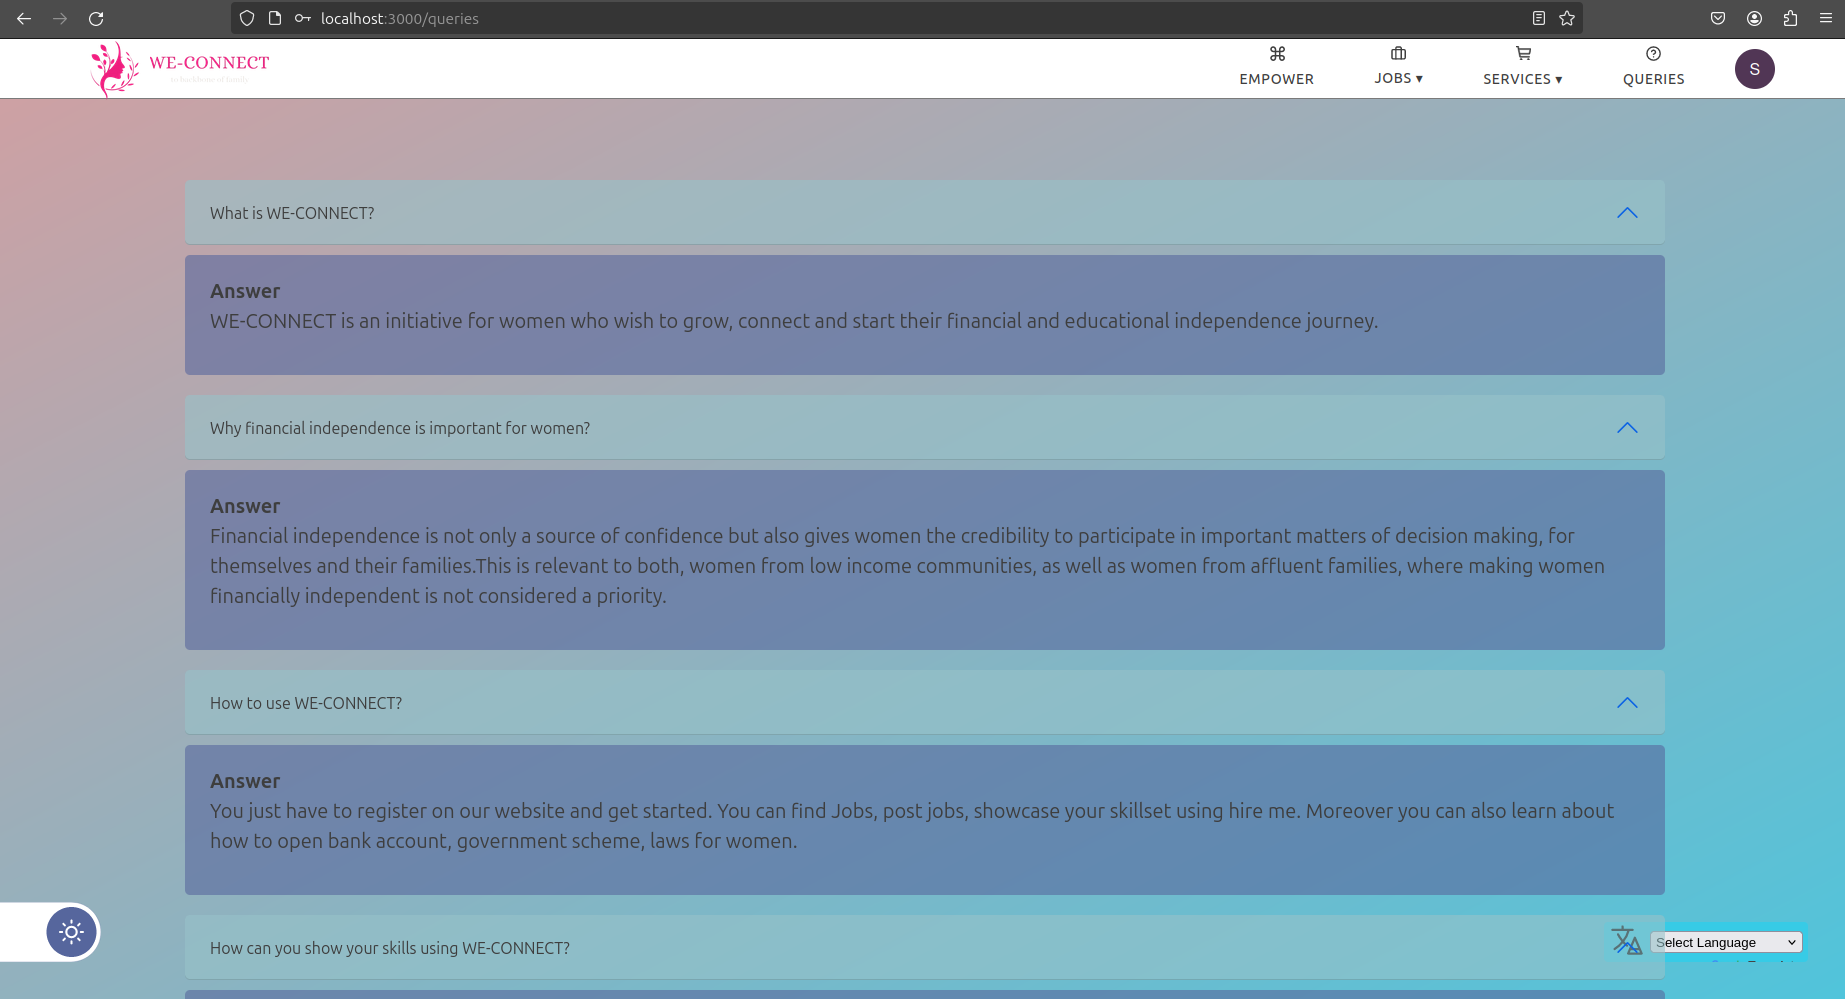 localhost:3000/queries
WE-CONNECT
EMPOWER
JOBS ▾
SERVICES ▾
QUERIES
S
What is WE-CONNECT?
Answer
WE-CONNECT is an initiative for women who wish to grow, connect and start their financial and educational independence journey.
Why financial independence is important for women?
Answer
Financial independence is not only a source of confidence but also gives women the credibility to participate in important matters of decision making, for
themselves and their families.This is relevant to both, women from low income communities, as well as women from affluent families, where making women
financially independent is not considered a priority.
How to use WE-CONNECT?
Answer
You just have to register on our website and get started. You can find Jobs, post jobs, showcase your skillset using hire me. Moreover you can also learn about
how to open bank account, government scheme, laws for women.
How can you show your skills using WE-CONNECT?
Select Language